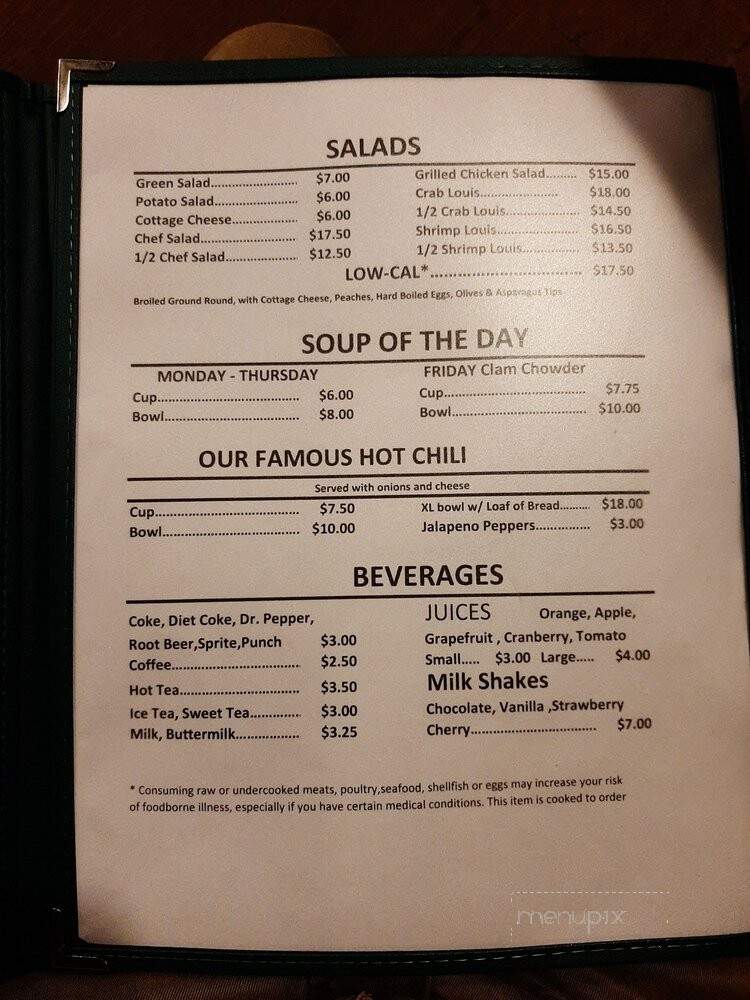 SALADS
Green Salad.......................... $7.00
Potato Salad........................ $6.00
Cottage Cheese.................... $6.00
Chef Salad............................. $17.50
1/2 Chef Salad..................... $12.50
Grilled Chicken Salad......... $15.00
Crab Louis....................... $18.00
1/2 Crab Louis..................... $14.50
Shrimp Louis........................ $16.50
1/2 Shrimp Louis................. $13.50
LOW-CAL*................................ $17.50
Broiled Ground Round, with Cottage Cheese, Peaches, Hard Boiled Eggs, Olives & Asparagus Tips
SOUP OF THE DAY
MONDAY - THURSDAY
Cup.......................................... $6.00
Bowl........................................ $8.00
FRIDAY Clam Chowder
Cup.......................................... $7.75
Bowl........................................ $10.00
OUR FAMOUS HOT CHILI
Served with onions and cheese
Cup.......................................... $7.50
Bowl........................................ $10.00
XL bowl w/ Loaf of Bread......... $18.00
Jalapeno Peppers............... $3.00
BEVERAGES
Coke, Diet Coke, Dr. Pepper,
Root Beer,Sprite,Punch $3.00
Coffee................................ $2.50
Hot Tea.............................. $3.50
Ice Tea, Sweet Tea............. $3.00
Milk, Buttermilk................ $3.25
JUICES Orange, Apple,
Grapefruit , Cranberry, Tomato
Small..... $3.00 Large..... $4.00
Milk Shakes
Chocolate, Vanilla ,Strawberry
Cherry............................... $7.00
* Consuming raw or undercooked meats, poultry,seafood, shellfish or eggs may increase your risk
of foodborne illness, especially if you have certain medical conditions. This item is cooked to order
menupix